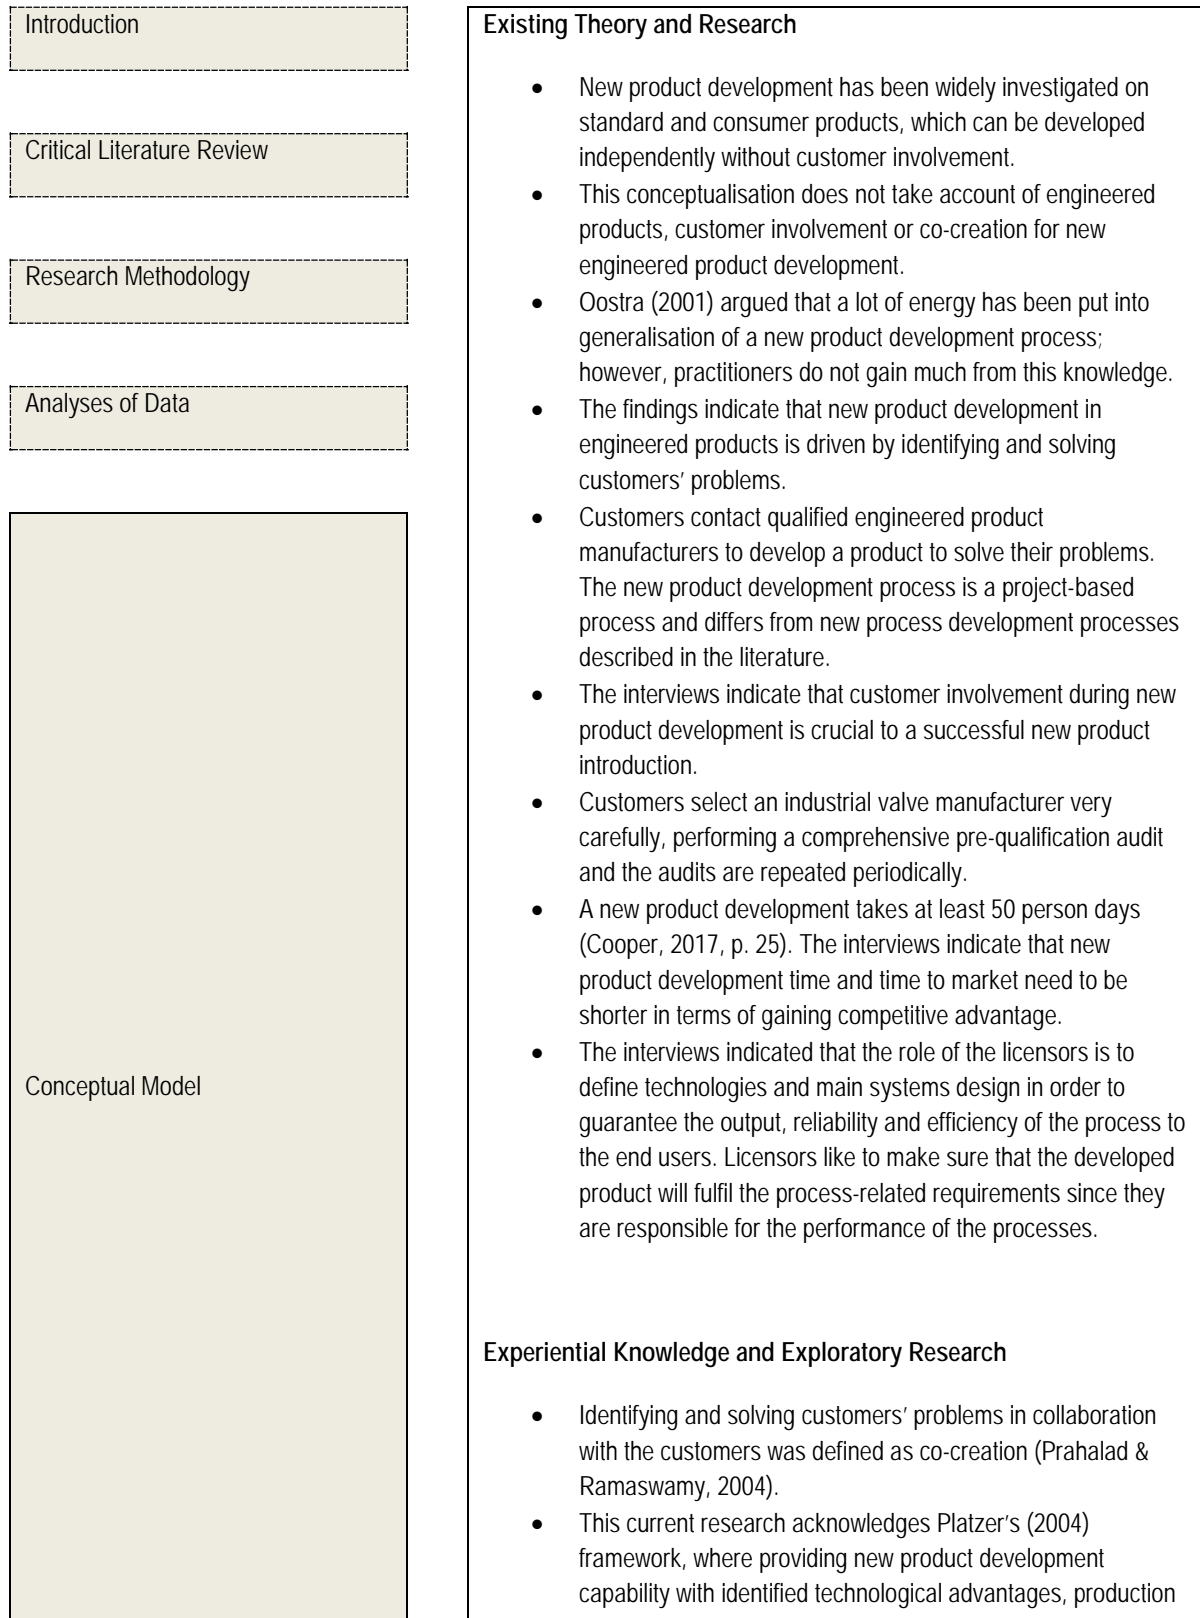 Introduction
Critical Literature Review
Research Methodology
Analyses of Data
Conceptual Model
Existing Theory and Research
• New product development has been widely investigated on
standard and consumer products, which can be developed
independently without customer involvement.
• This conceptualisation does not take account of engineered
products, customer involvement or co-creation for new
engineered product development.
• Oostra (2001) argued that a lot of energy has been put into
generalisation of a new product development process;
however, practitioners do not gain much from this knowledge.
• The findings indicate that new product development in
engineered products is driven by identifying and solving
customers’ problems.
• Customers contact qualified engineered product
manufacturers to develop a product to solve their problems.
The new product development process is a project-based
process and differs from new process development processes
described in the literature.
• The interviews indicate that customer involvement during new
product development is crucial to a successful new product
introduction.
• Customers select an industrial valve manufacturer very
carefully, performing a comprehensive pre-qualification audit
and the audits are repeated periodically.
• A new product development takes at least 50 person days
(Cooper, 2017, p. 25). The interviews indicate that new
product development time and time to market need to be
shorter in terms of gaining competitive advantage.
• The interviews indicated that the role of the licensors is to
define technologies and main systems design in order to
guarantee the output, reliability and efficiency of the process to
the end users. Licensors like to make sure that the developed
product will fulfil the process-related requirements since they
are responsible for the performance of the processes.
Experiential Knowledge and Exploratory Research
• Identifying and solving customers’ problems in collaboration
with the customers was defined as co-creation (Prahalad &
Ramaswamy, 2004).
• This current research acknowledges Platzer’s (2004)
framework, where providing new product development
capability with identified technological advantages, production